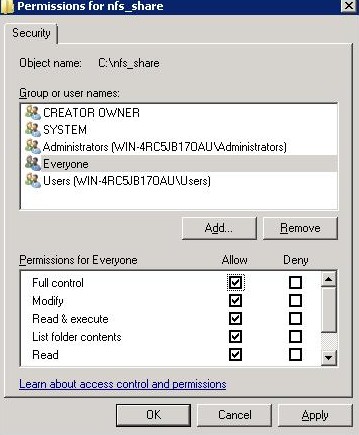 Permissions for nfs_share
Security
Object name: C:\nfs_share
Group or user names:
CREATOR OWNER
SYSTEM
Administrators (WIN-4RC5JB17OAU\Administrators)
Everyone
Users (WIN-4RC5JB17OAU\Users)
Add... Remove
Permissions for Everyone Allow Deny
Full control
Modify
Read & execute
List folder contents
Read
Learn about access control and permissions
OK Cancel Apply